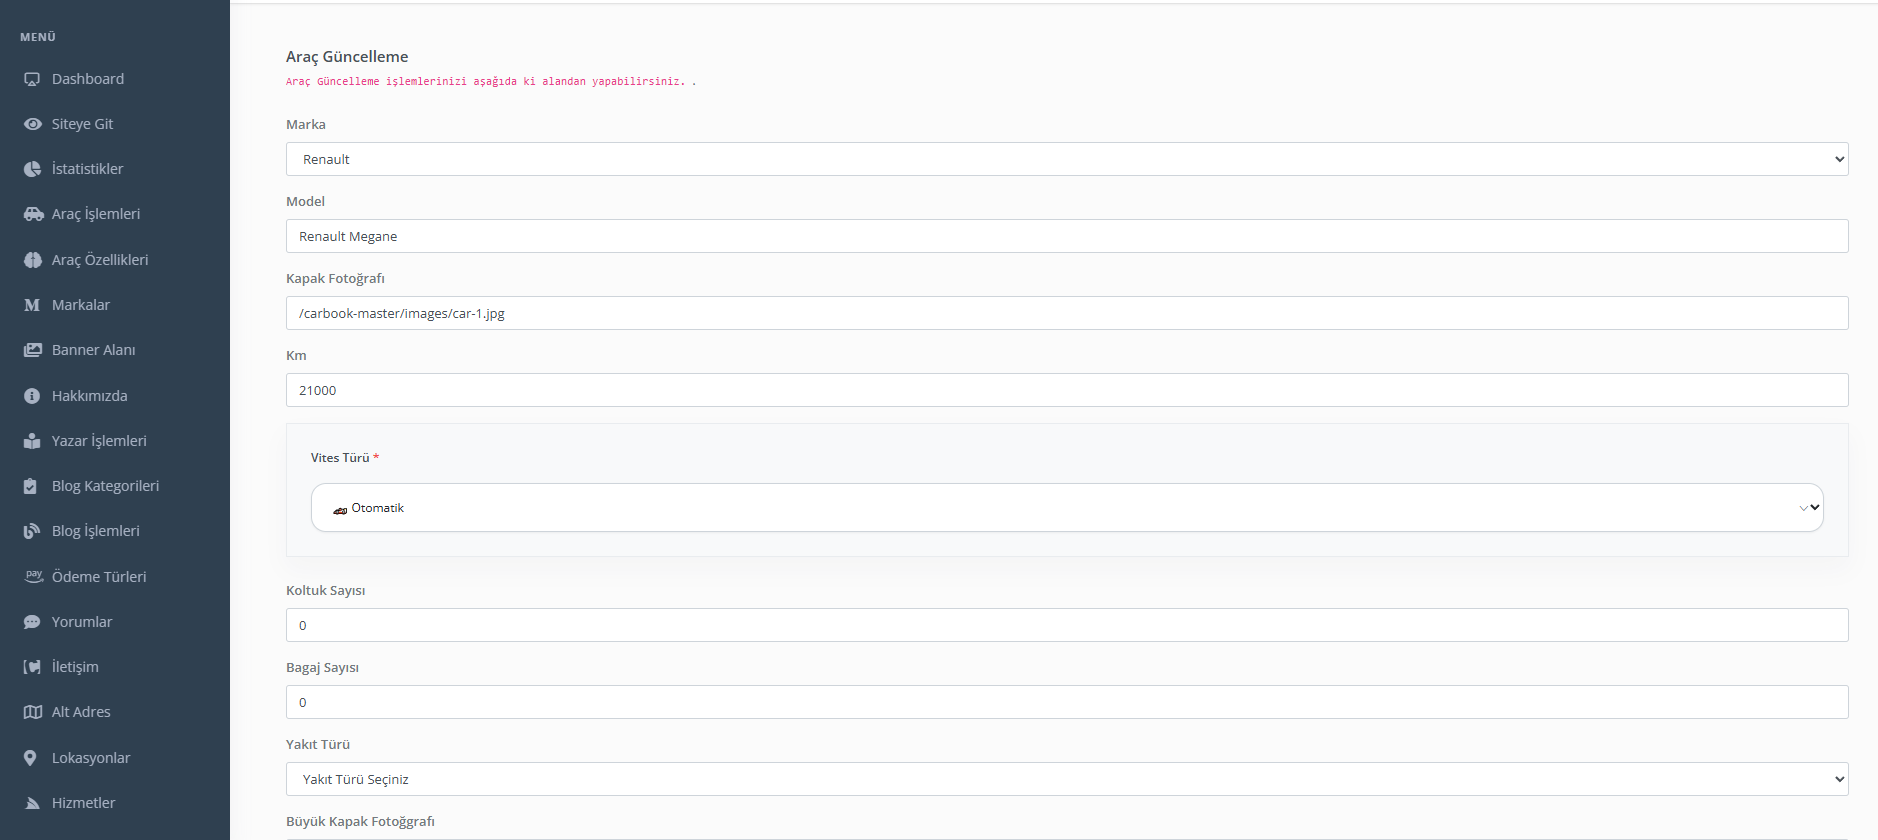 MENÜ
Dashboard
Siteye Git
İstatistikler
Araç İşlemleri
Araç Özellikleri
Markalar
Banner Alanı
Hakkımızda
Yazar İşlemleri
Blog Kategorileri
Blog İşlemleri
Ödeme Türleri
Yorumlar
İletişim
Alt Adres
Lokasyonlar
Hizmetler
Araç Güncelleme
Araç Güncelleme işlemlerinizi aşağıda ki alandan yapabilirsiniz. .
Marka
Renault
Model
Renault Megane
Kapak Fotoğrafı
/carbook-master/images/car-1.jpg
Km
21000
Vites Türü *
Otomatik
Koltuk Sayısı
0
Bagaj Sayısı
0
Yakıt Türü
Yakıt Türü Seçiniz
Büyük Kapak Fotoğgrafı